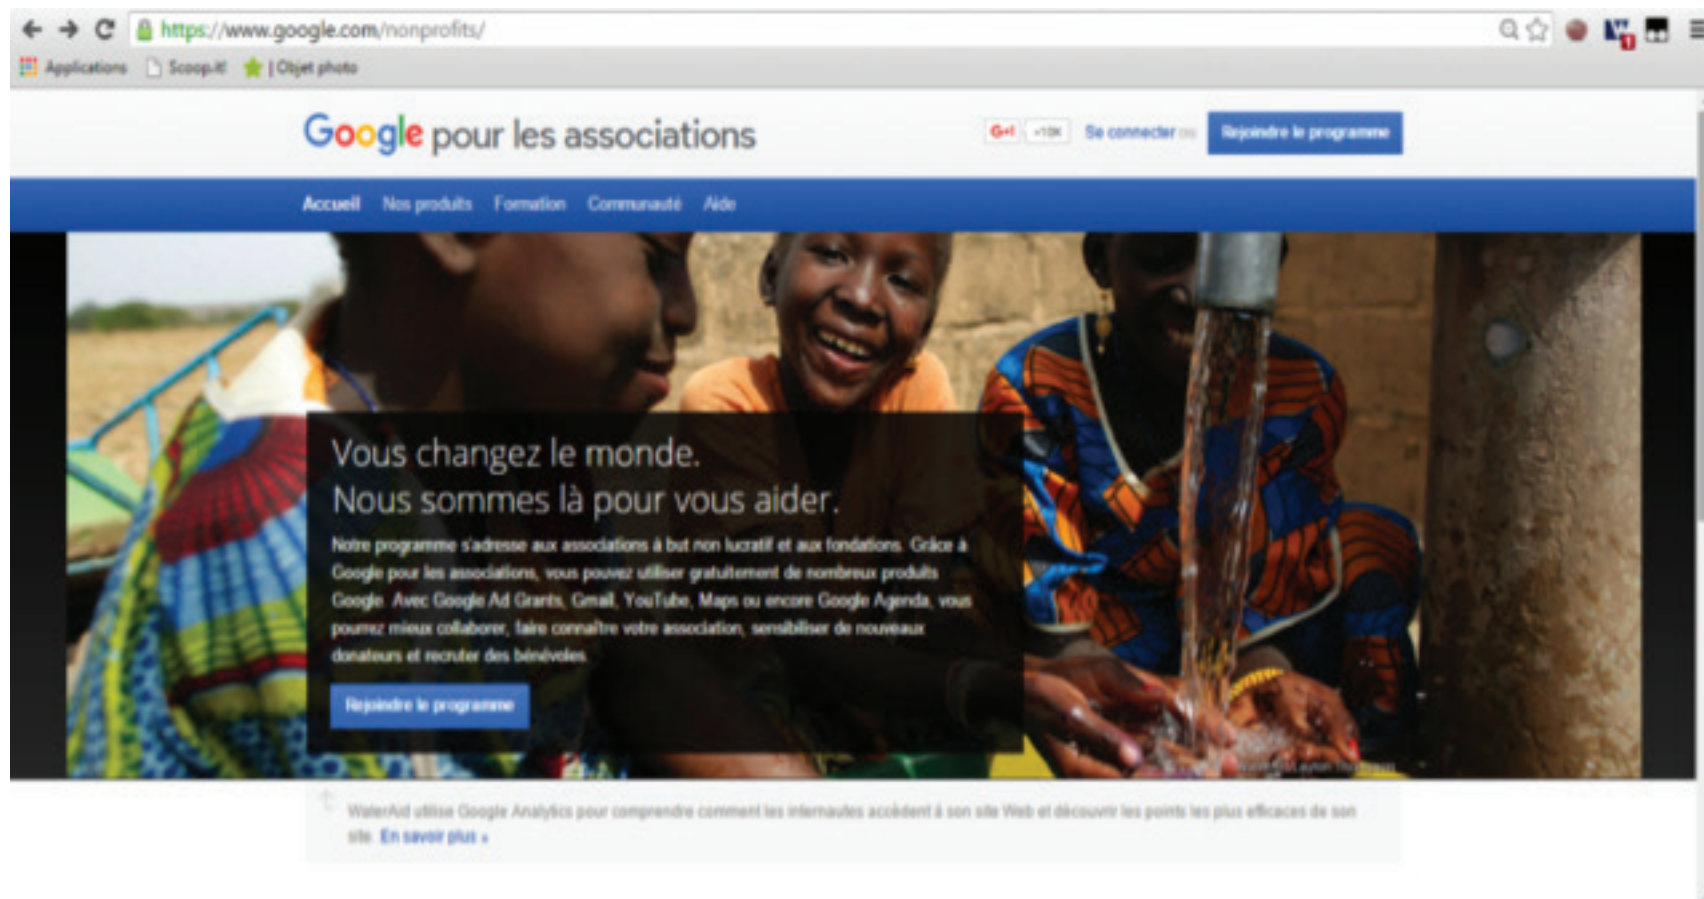 https://www.google.com/nonprofits/
Applications Scoop.it! | Objet photo
Google pour les associations
G+1 +10K Se connecter ou Rejoindre le programme
Accueil Nos produits Formation Communauté Aide
Vous changez le monde.
Nous sommes là pour vous aider.
Notre programme s'adresse aux associations à but non lucratif et aux fondations. Grâce à
Google pour les associations, vous pouvez utiliser gratuitement de nombreux produits
Google. Avec Google Ad Grants, Gmail, YouTube, Maps ou encore Google Agenda, vous
pourrez mieux collaborer, faire connaître votre association, sensibiliser de nouveaux
donateurs et recruter des bénévoles.
Rejoindre le programme
WaterAid utilise Google Analytics pour comprendre comment les internautes accèdent à son site Web et découvrir les points les plus efficaces de son
site. En savoir plus »